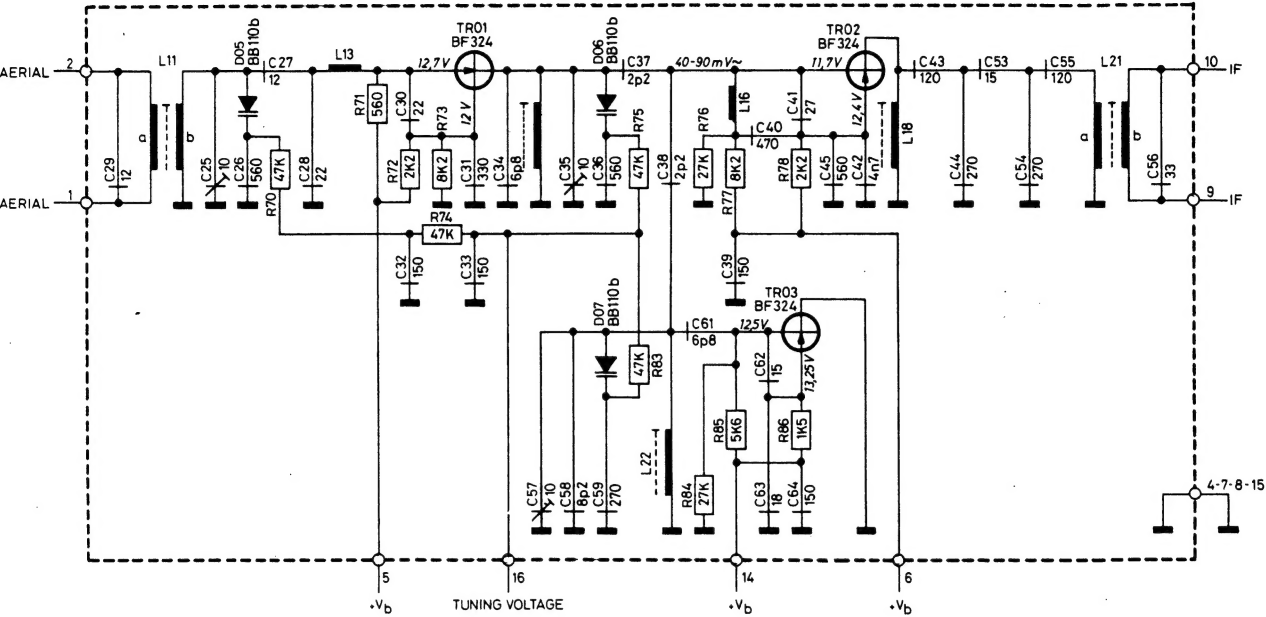 TR01
BF324
D05
BB110b
D06
BB110b
TR02
BF324
AERIAL
2
L11
C27
12
L13
12,7V
C37
2p2
40-90mV~
11,7V
C43
120
C53
15
C55
120
L21
10
IF
R71
560
C30
22
R73
12V
R75
R76
L16
C41
27
C40
470
12,4V
L18
a
b
a
b
C29
12
C25
10
C26
560
47K
R70
C28
22
R72
2K2
8K2
C31
330
C34
6p8
C35
10
C36
560
47K
C38
2p2
27K
8K2
R77
R78
2K2
C45
560
C42
4n7
C44
270
C54
270
C56
33
AERIAL
1
9
IF
R74
47K
C32
150
C33
150
C39
150
TR03
BF324
D07
BB110b
C61
6p8
12,5V
C62
15
13,25V
47K
R83
L22
R85
5K6
R86
1K5
C57
10
C58
8p2
C59
270
R84
27K
C63
18
C64
150
4-7-8-15
5
16
14
6
+Vb
TUNING VOLTAGE
+Vb
+Vb